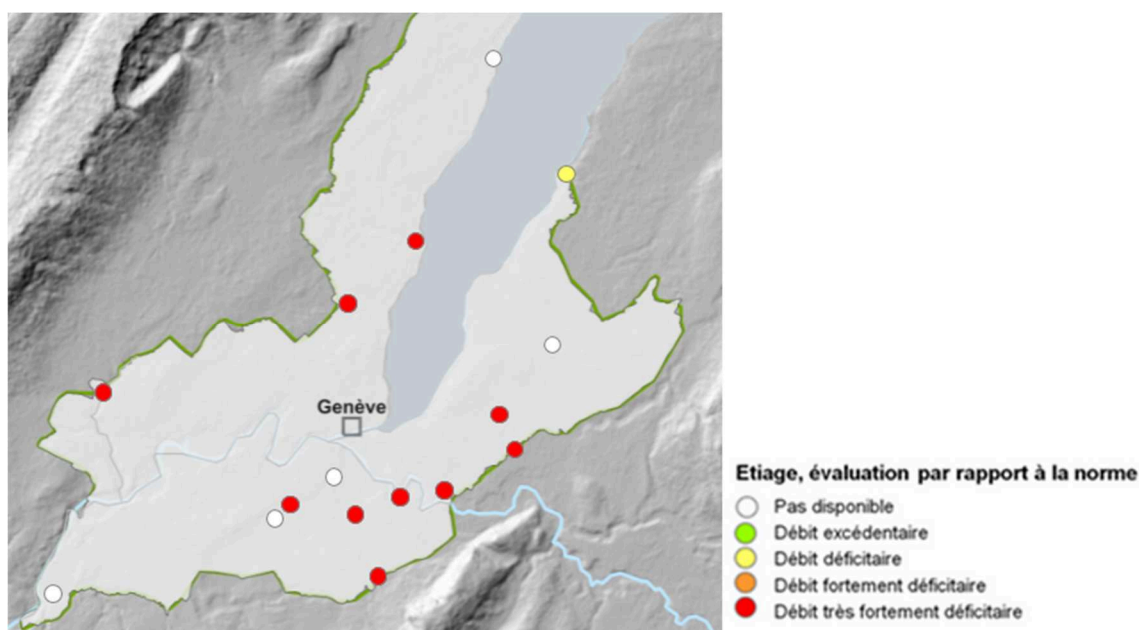 Genève
Etiage, évaluation par rapport à la norme
Pas disponible
Débit excédentaire
Débit déficitaire
Débit fortement déficitaire
Débit très fortement déficitaire